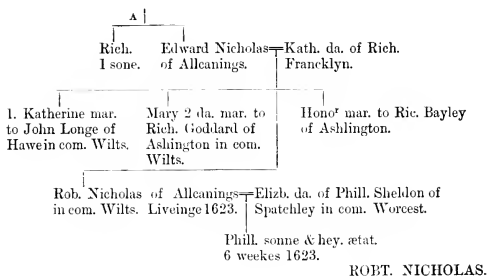 A
Rich. Edward Nicholas Kath. da. of Rich.
1 sone. of Allcanings. Francklyn.
1. Katherine mar. Mary 2 da. mar. to Honor mar. to Ric. Bayley
to John Longe of Rich. Goddard of of Ashlington.
Hawe in com. Wilts. Ashington in com.
Wilts.
Rob. Nicholas of Allcanings Elizb. da. of Phill. Sheldon of
in com. Wilts. Liveinge 1623. Spatchley in com. Worcest.
Phill. sonne & hey. ætat.
6 weekes 1623.
ROBT. NICHOLAS.